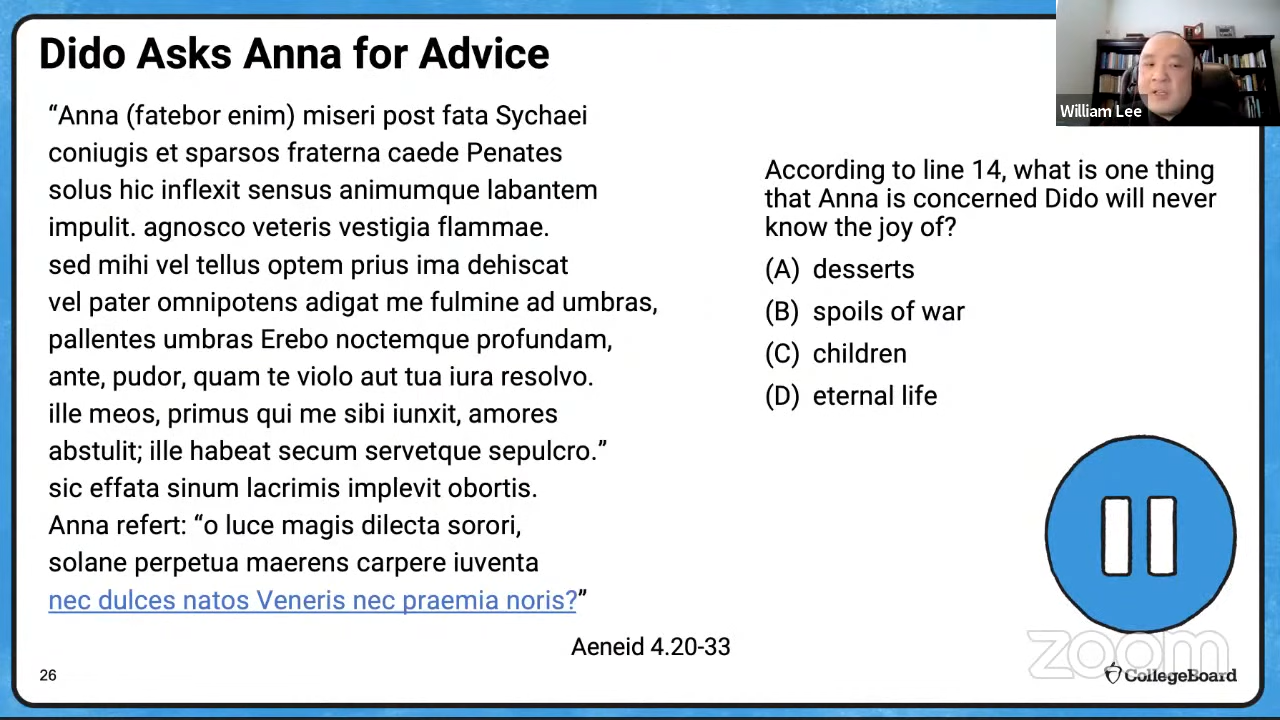 Dido Asks Anna for Advice
William Lee
“Anna (fatebor enim) miseri post fata Sychaei
coniugis et sparsos fraterna caede Penates
solus hic inflexit sensus animumque labantem
impulit. agnosco veteris vestigia flammae.
sed mihi vel tellus optem prius ima dehiscat
vel pater omnipotens adigat me fulmine ad umbras,
pallentes umbras Erebo noctemque profundam,
ante, pudor, quam te violo aut tua iura resolvo.
ille meos, primus qui me sibi iunxit, amores
abstulit; ille habeat secum servetque sepulcro.”
sic effata sinum lacrimis implevit obortis.
Anna refert: “o luce magis dilecta sorori,
solane perpetua maerens carpere iuventa
nec dulces natos Veneris nec praemia noris?”
Aeneid 4.20-33
According to line 14, what is one thing
that Anna is concerned Dido will never
know the joy of?
(A) desserts
(B) spoils of war
(C) children
(D) eternal life
26
zoom
CollegeBoard